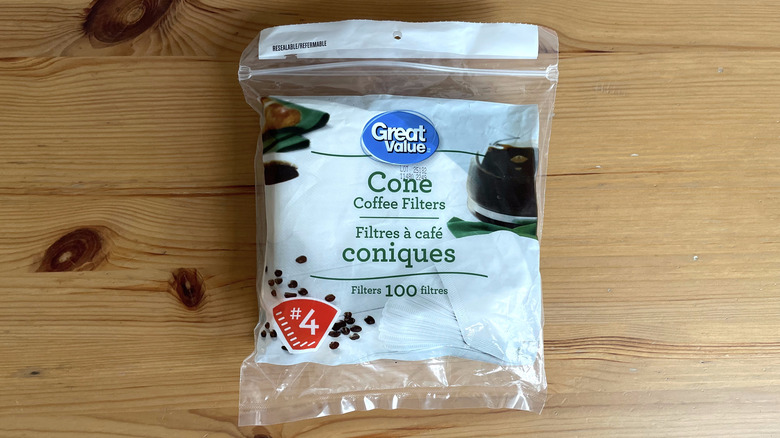 RESEALABLE/REFERMABLE
Great
Value
Cone
Coffee Filters
Filtres à café
coniques
Filters 100 filtres
#4